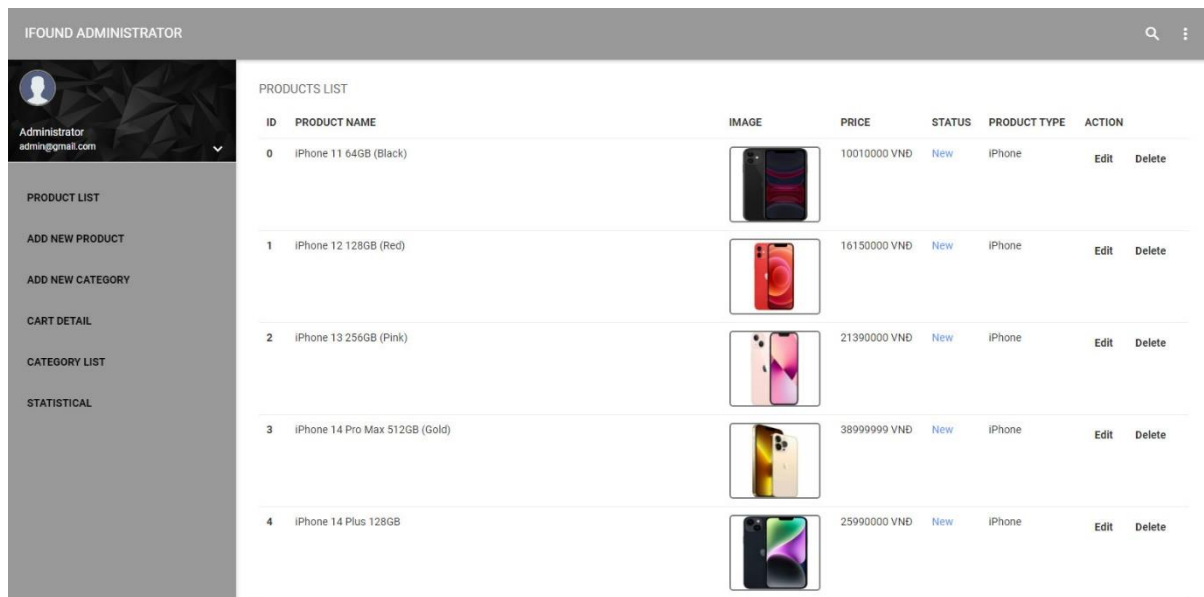 IFOUND ADMINISTRATOR
Administrator
admin@gmail.com
PRODUCT LIST
ADD NEW PRODUCT
ADD NEW CATEGORY
CART DETAIL
CATEGORY LIST
STATISTICAL
PRODUCTS LIST
ID PRODUCT NAME IMAGE PRICE STATUS PRODUCT TYPE ACTION
0 iPhone 11 64GB (Black) 10010000 VNĐ New iPhone Edit Delete
1 iPhone 12 128GB (Red) 16150000 VNĐ New iPhone Edit Delete
2 iPhone 13 256GB (Pink) 21390000 VNĐ New iPhone Edit Delete
3 iPhone 14 Pro Max 512GB (Gold) 38999999 VNĐ New iPhone Edit Delete
4 iPhone 14 Plus 128GB 25990000 VNĐ New iPhone Edit Delete